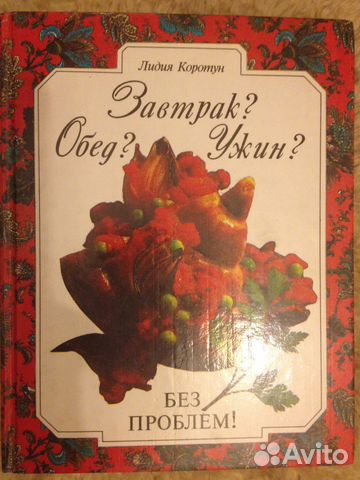 Лидия Коротун
Завтрак?
Обед? Ужин?
БЕЗ
ПРОБЛЕМ!
Avito